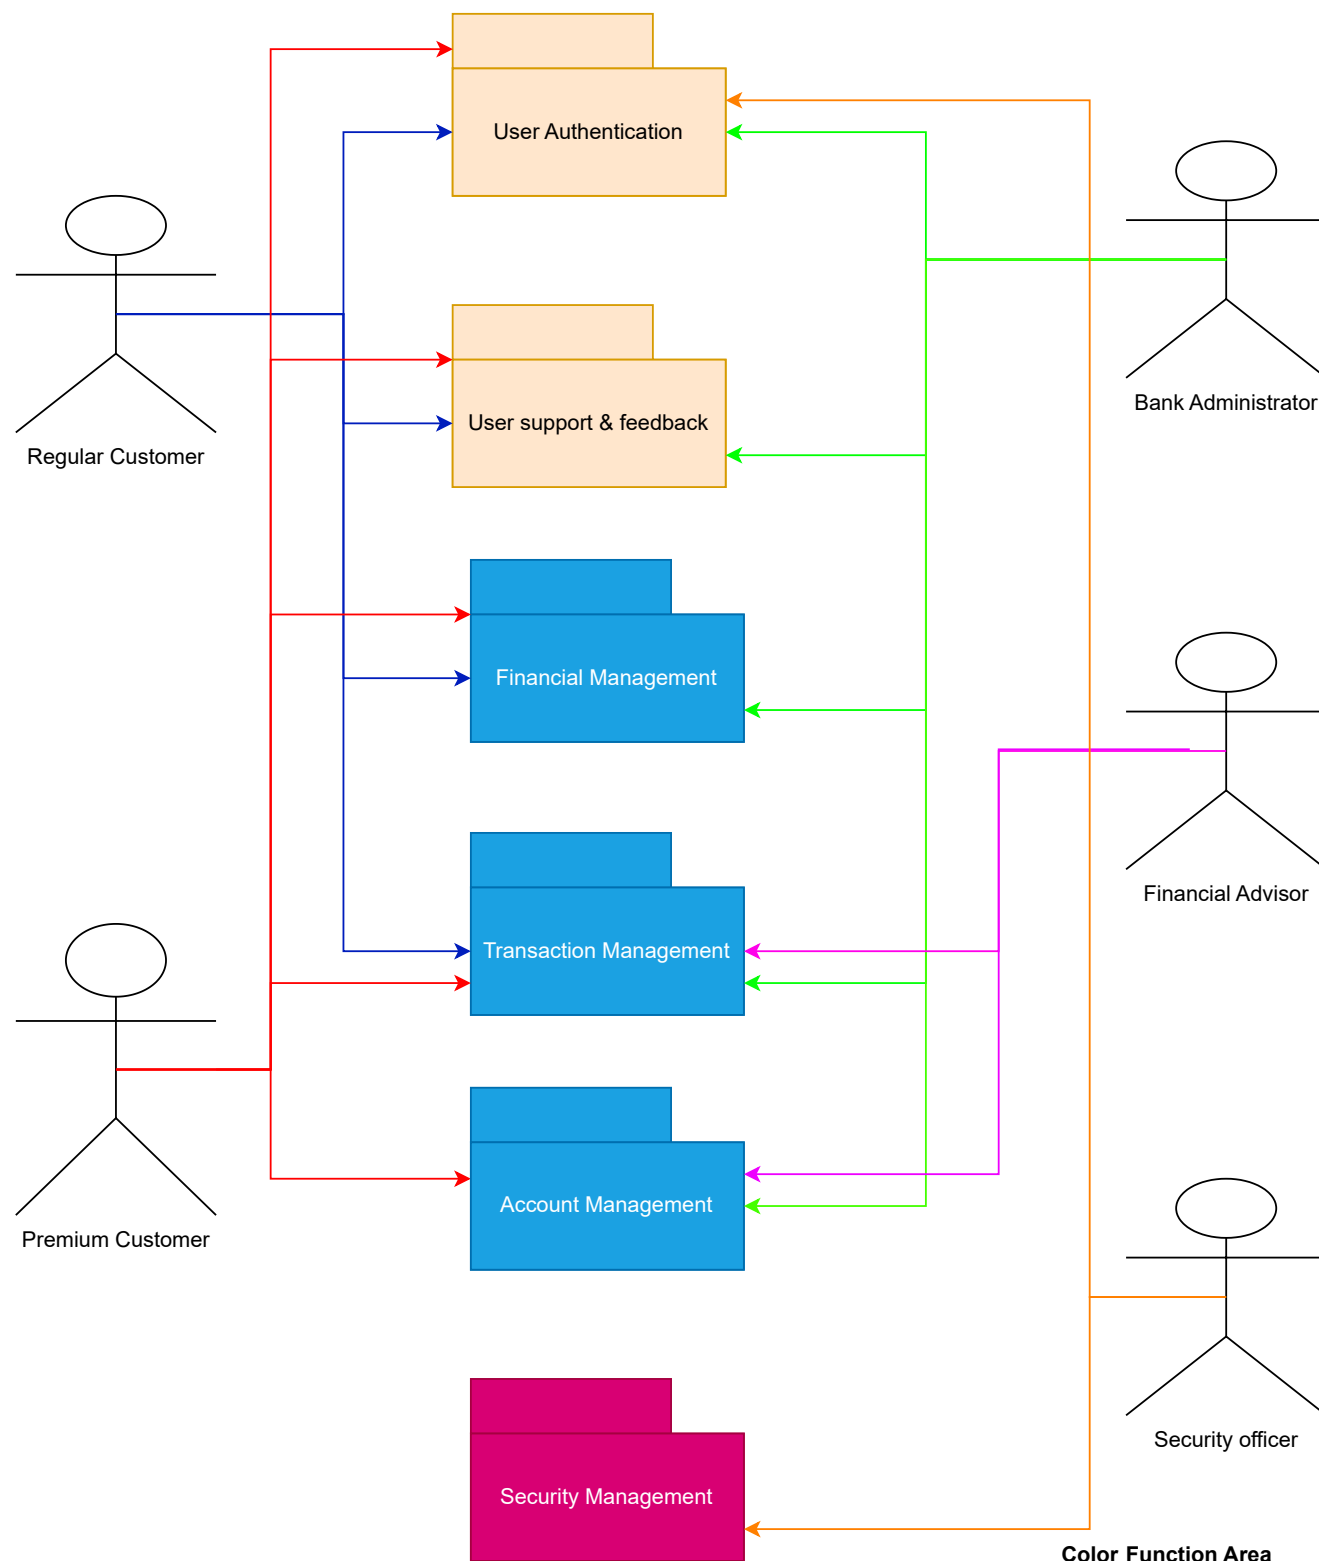 User Authentication
Bank Administrator
User support & feedback
Regular Customer
Financial Management
Financial Advisor
Transaction Management
Account Management
Premium Customer
Security officer
Security Management
Color Function Area